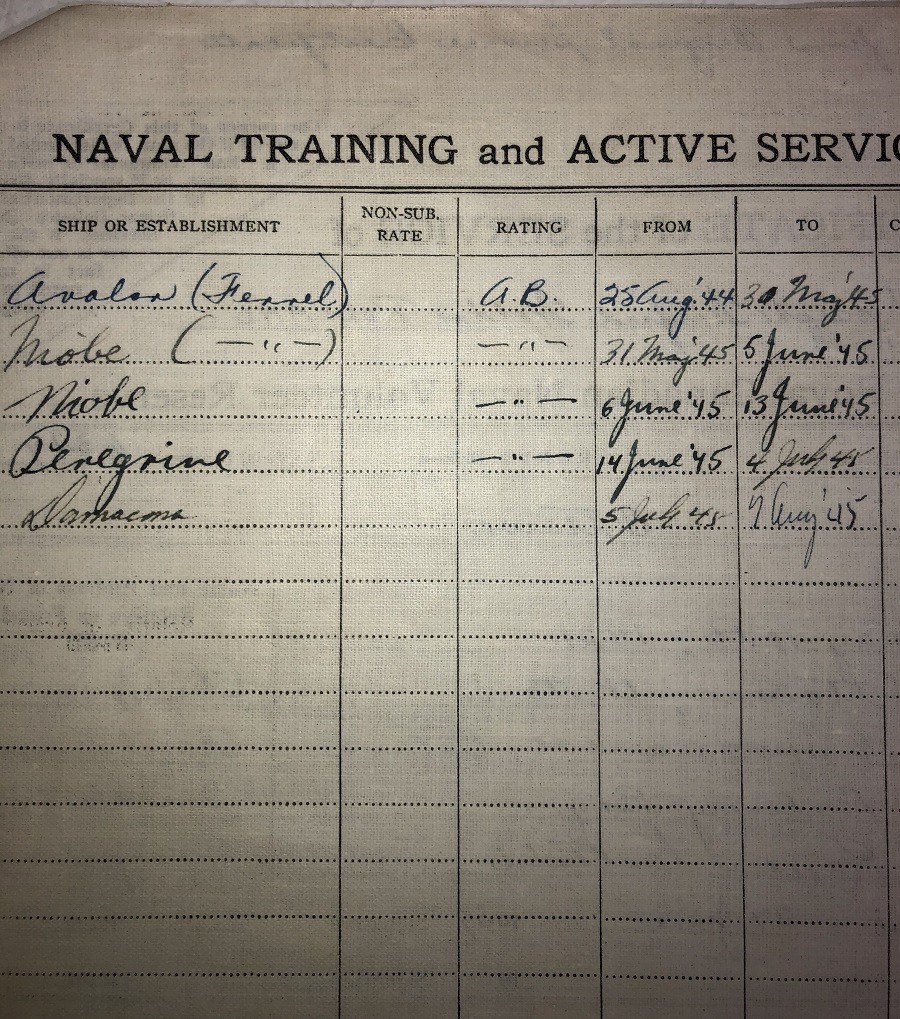 NAVAL TRAINING and ACTIVE SERVIC
SHIP OR ESTABLISHMENT NON-SUB. RATE RATING FROM TO C
Avalon (Fennel) A.B. 25 Aug '44 30 May '45
Niobe (—"—) —"— 31 May '45 5 June '45
Niobe —"— 6 June '45 13 June '45
Peregrine —"— 14 June '45 4 July 45
5 July 45 7 Aug '45